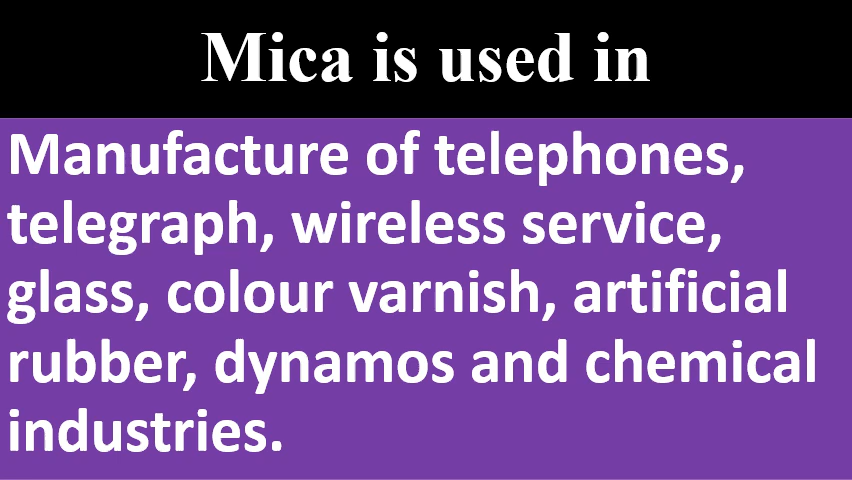 Mica is used in
Manufacture of telephones,
telegraph, wireless service,
glass, colour varnish, artificial
rubber, dynamos and chemical
industries.